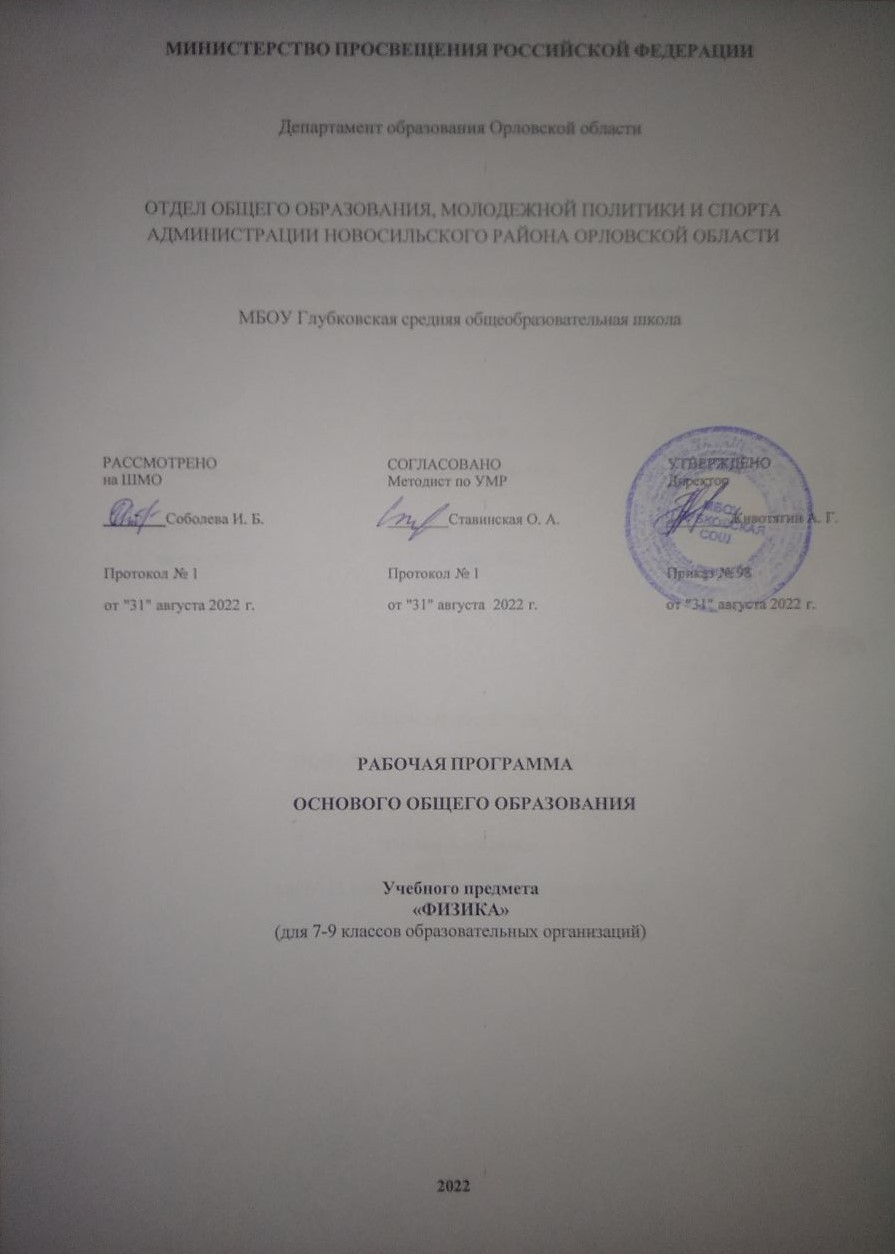 МИНИСТЕРСТВО ПРОСВЕЩЕНИЯ РОССИЙСКОЙ ФЕДЕРАЦИИ
Департамент образования Орловской области
ОТДЕЛ ОБЩЕГО ОБРАЗОВАНИЯ, МОЛОДЕЖНОЙ ПОЛИТИКИ И СПОРТА
АДМИНИСТРАЦИИ НОВОСИЛЬСКОГО РАЙОНА ОРЛОВСКОЙ ОБЛАСТИ
МБОУ Глубковская средняя общеобразовательная школа
РАССМОТРЕНО
на ШМО
Соболева И. Б.
Протокол № 1
от "31" августа 2022 г.
СОГЛАСОВАНО
Методист по УМР
Ставинская О. А.
Протокол № 1
от "31" августа 2022 г.
УТВЕРЖДЕНО
Директор
Животягин А. Г.
Приказ № 98
от "31" августа 2022 г.
МБОУ
СОШ
РАБОЧАЯ ПРОГРАММА
ОСНОВОГО ОБЩЕГО ОБРАЗОВАНИЯ
Учебного предмета
«ФИЗИКА»
(для 7-9 классов образовательных организаций)
2022